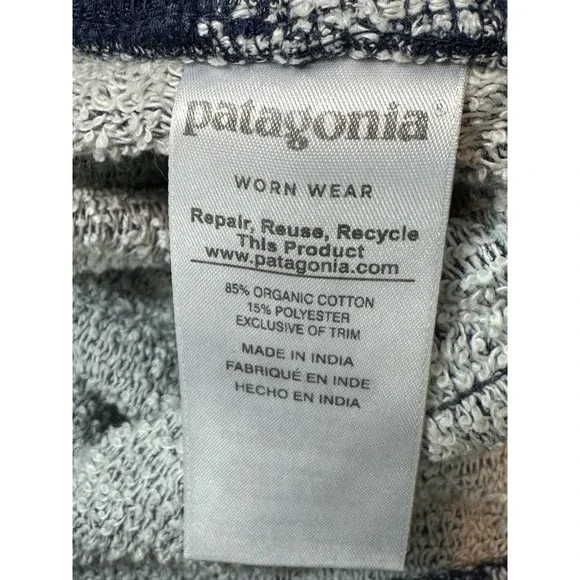 patagonia®
WORN WEAR
Repair, Reuse, Recycle
This Product
www.patagonia.com
85% ORGANIC COTTON
15% POLYESTER
EXCLUSIVE OF TRIM
MADE IN INDIA
FABRIQUÉ EN INDE
HECHO EN INDIA